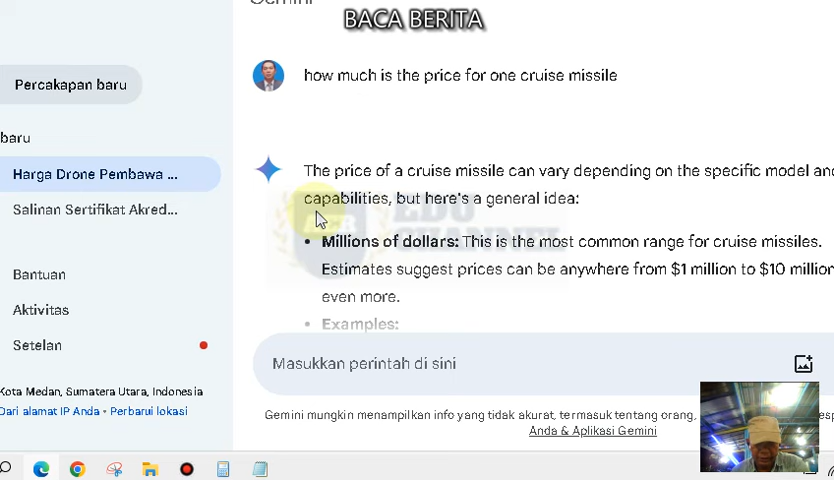 Gemini
BACA BERITA
how much is the price for one cruise missile
Percakapan baru
baru
Harga Drone Pembawa ...
Salinan Sertifikat Akred...
The price of a cruise missile can vary depending on the specific model and
capabilities, but here's a general idea:
EDU
CHANNEL
• Millions of dollars: This is the most common range for cruise missiles.
Estimates suggest prices can be anywhere from $1 million to $10 million
even more.
• Examples:
Bantuan
Aktivitas
Setelan
Masukkan perintah di sini
Kota Medan, Sumatera Utara, Indonesia
Dari alamat IP Anda • Perbarui lokasi
Gemini mungkin menampilkan info yang tidak akurat, termasuk tentang orang,
Anda & Aplikasi Gemini